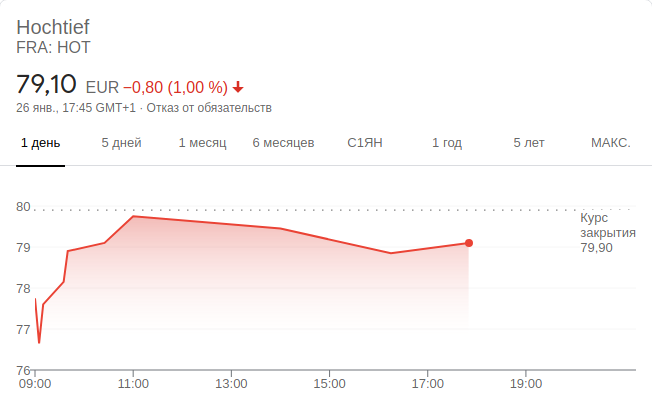 Hochtief
FRA: HOT
79,10 EUR −0,80 (1,00 %)
26 янв., 17:45 GMT+1 · Отказ от обязательств
1 день 5 дней 1 месяц 6 месяцев С1ЯН 1 год 5 лет МАКС.
80
Курс
закрытия
79,90
79
78
77
76
09:00 11:00 13:00 15:00 17:00 19:00